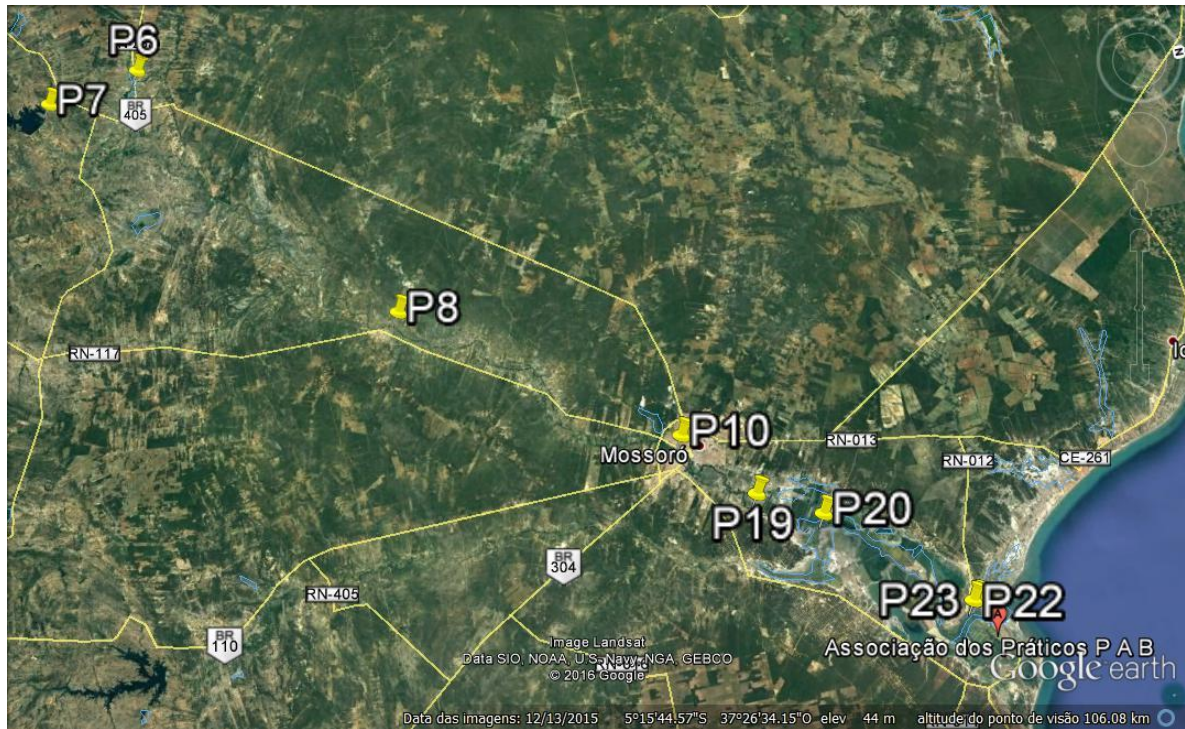 P6
P7
BR
405
N
P8
RN-117
P10
Mossoró
RN-013
RN-012
CE-261
P19
P20
BR
304
RN-405
P23
P22
A
BR
110
Associação dos Práticos P A B
Image Landsat
Data SIO, NOAA, U.S. Navy, NGA, GEBCO
© 2016 Google
Google earth
Data das imagens: 12/13/2015 5°15'44.57"S 37°26'34.15"O elev 44 m altitude do ponto de visão 106.08 km